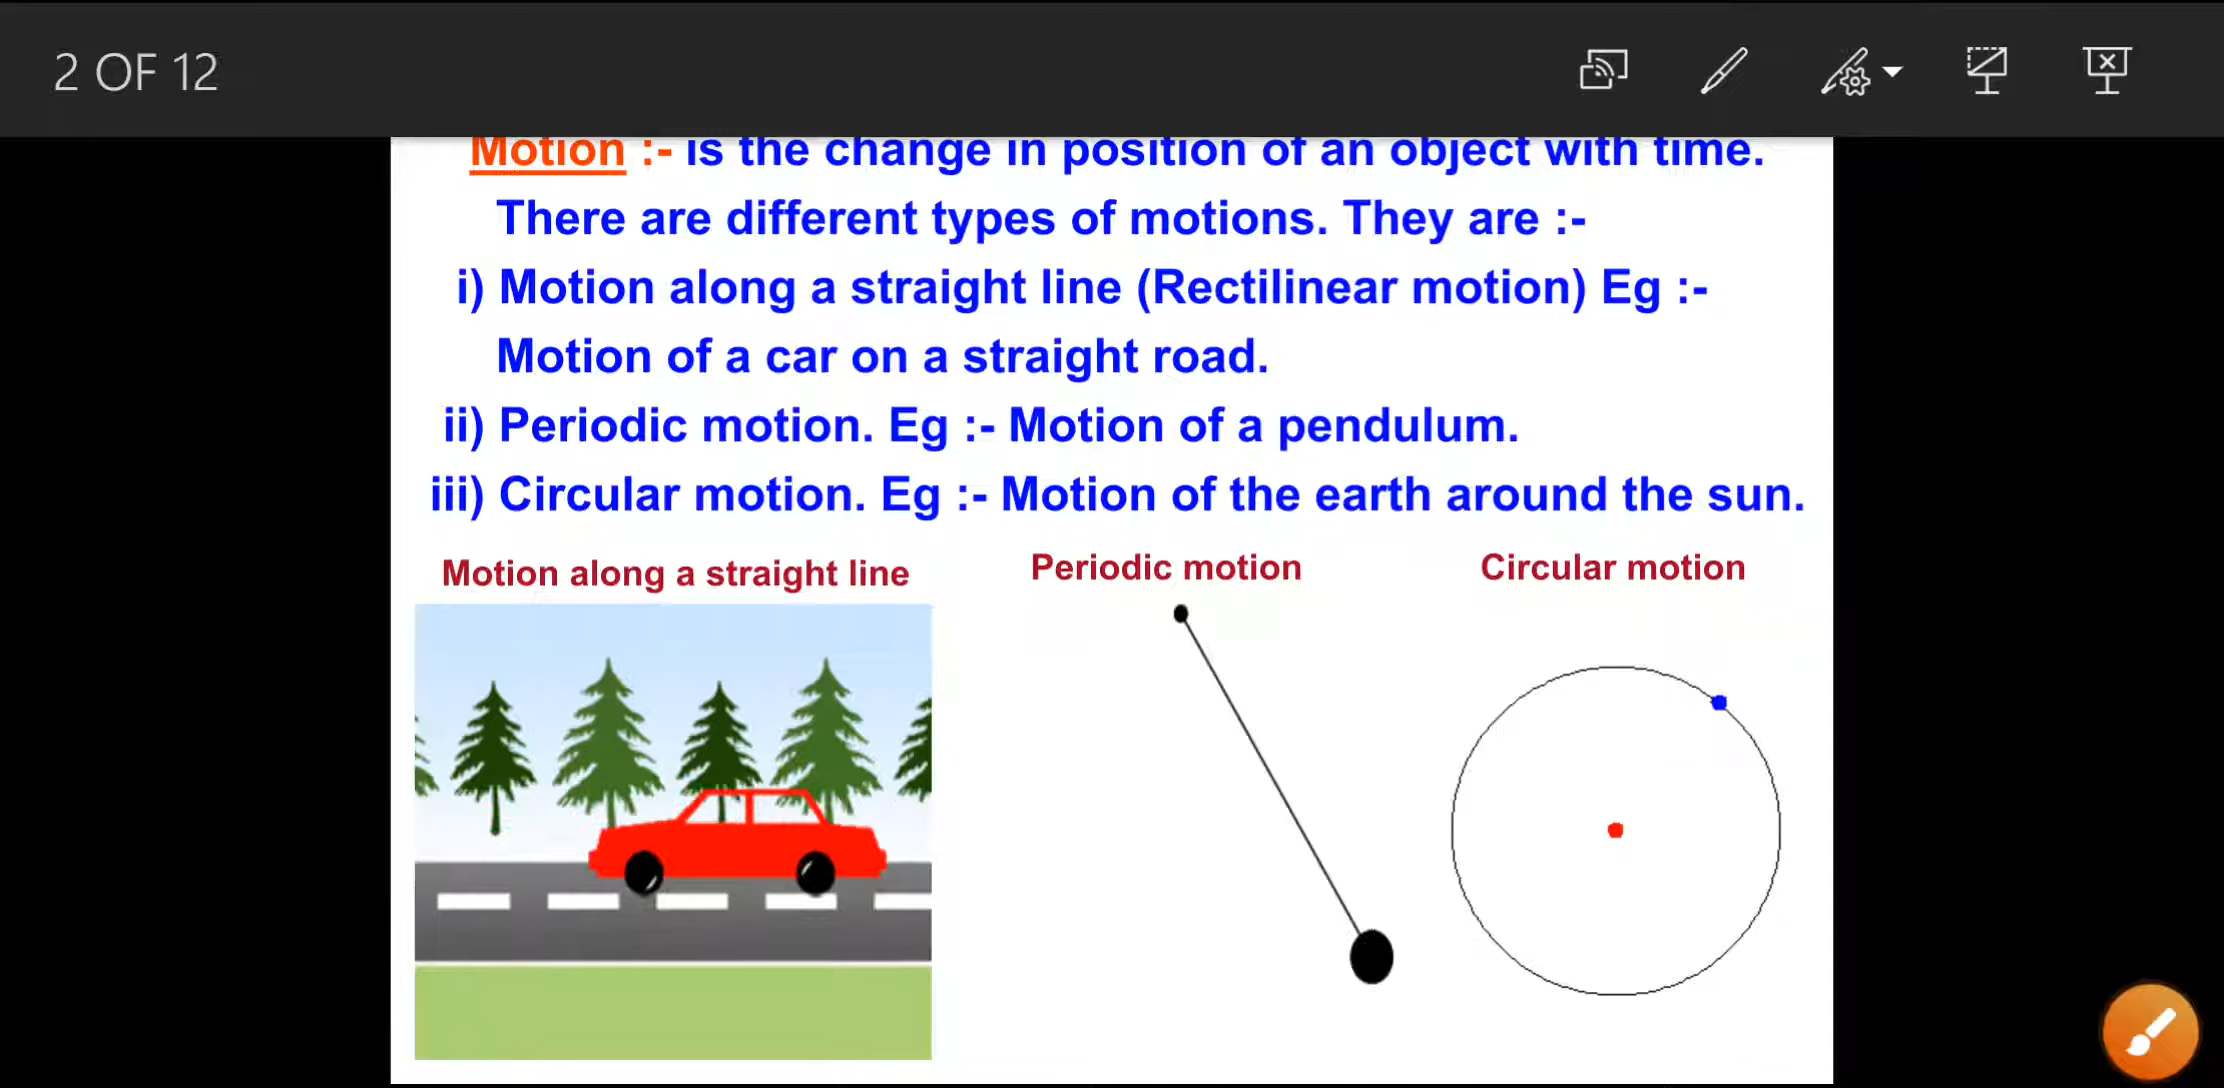 2 OF 12
Motion :- is the change in position of an object with time.
There are different types of motions. They are :-
i) Motion along a straight line (Rectilinear motion) Eg :-
Motion of a car on a straight road.
ii) Periodic motion. Eg :- Motion of a pendulum.
iii) Circular motion. Eg :- Motion of the earth around the sun.
Motion along a straight line
Periodic motion
Circular motion